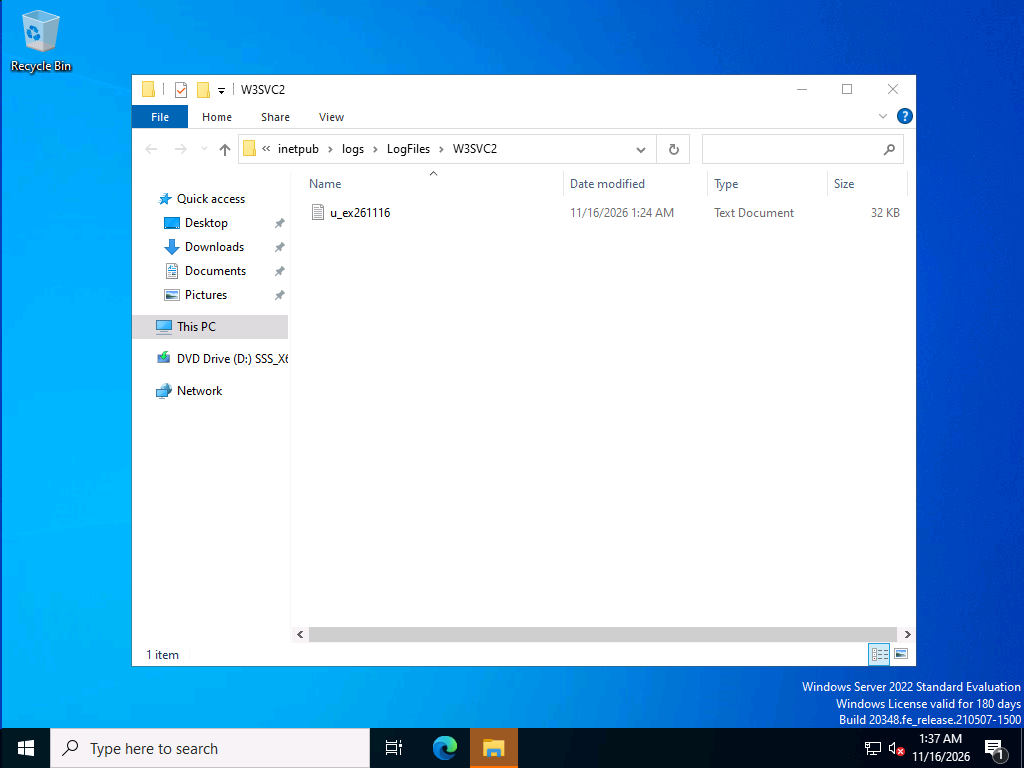 Recycle Bin
W3SVC2
File Home Share View
« inetpub > logs > LogFiles > W3SVC2
Name Date modified Type Size
u_ex261116 11/16/2026 1:24 AM Text Document 32 KB
Quick access
Desktop
Downloads
Documents
Pictures
This PC
DVD Drive (D:) SSS_X6
Network
1 item
Windows Server 2022 Standard Evaluation
Windows License valid for 180 days
Build 20348.fe_release.210507-1500
Type here to search
1:37 AM
11/16/2026
1